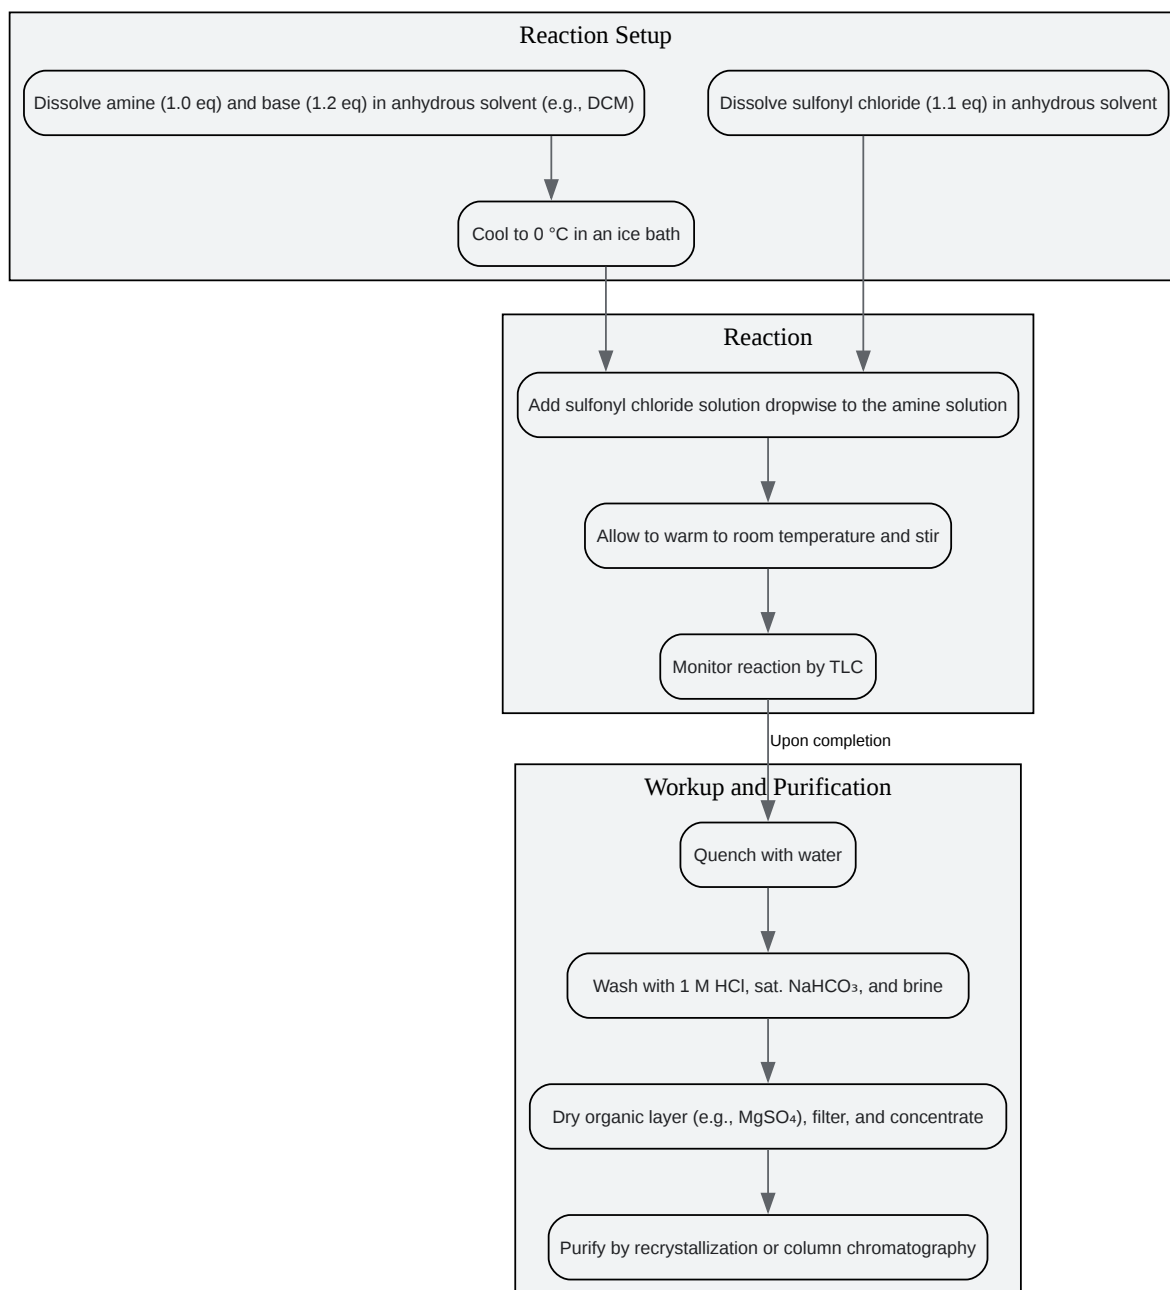 Reaction Setup
Dissolve amine (1.0 eq) and base (1.2 eq) in anhydrous solvent (e.g., DCM)
Dissolve sulfonyl chloride (1.1 eq) in anhydrous solvent
Cool to 0 °C in an ice bath
Reaction
Add sulfonyl chloride solution dropwise to the amine solution
Allow to warm to room temperature and stir
Monitor reaction by TLC
Upon completion
Workup and Purification
Quench with water
Wash with 1 M HCl, sat. NaHCO₃, and brine
Dry organic layer (e.g., MgSO₄), filter, and concentrate
Purify by recrystallization or column chromatography